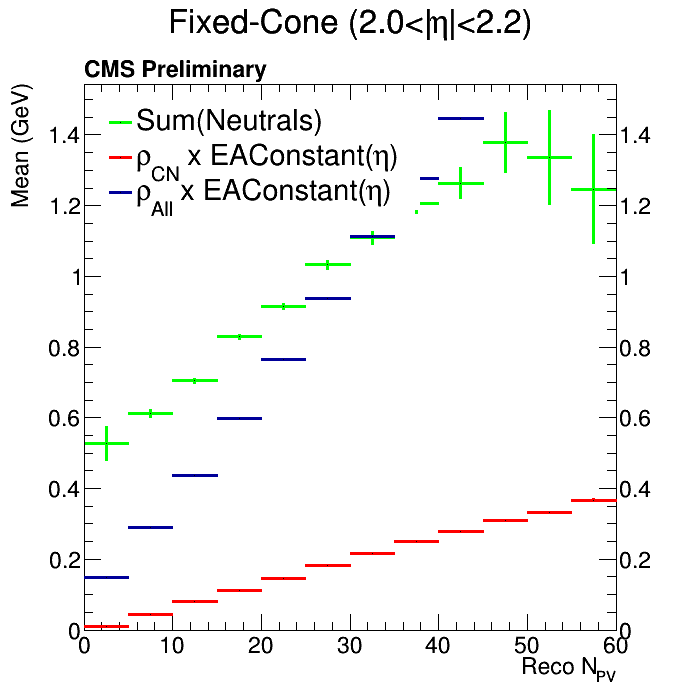 Fixed-Cone (2.0<|η|<2.2)
CMS Preliminary
Mean (GeV)
Sum(Neutrals)
ρCN x EAConstant(η)
ρAll x EAConstant(η)
1.4
1.2
1
0.8
0.6
0.4
0.2
0
1.4
1.2
1
0.8
0.6
0.4
0.2
0
0 10 20 30 40 50 60
Reco NPV